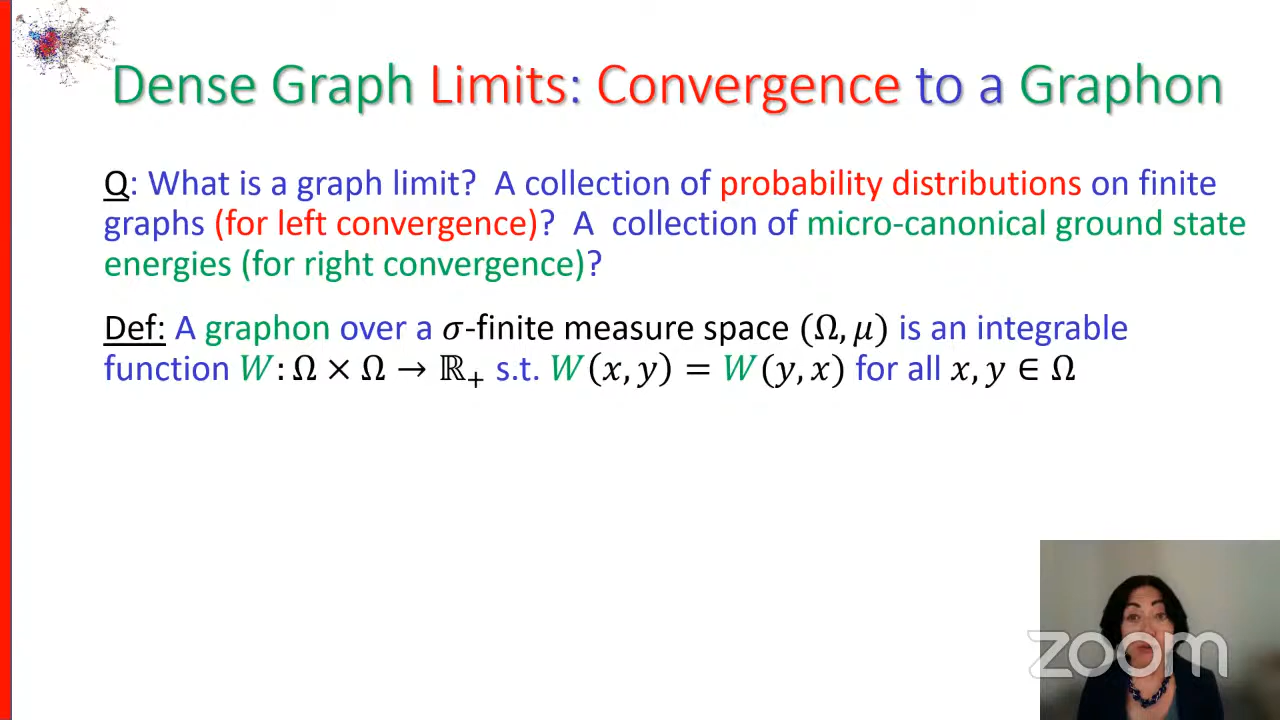 Dense Graph Limits: Convergence to a Graphon
Q: What is a graph limit? A collection of probability distributions on finite
graphs (for left convergence)? A collection of micro-canonical ground state
energies (for right convergence)?
Def: A graphon over a σ-finite measure space (Ω, μ) is an integrable
function W: Ω × Ω → ℝ₊ s.t. W(x, y) = W(y, x) for all x, y ∈ Ω
zoom